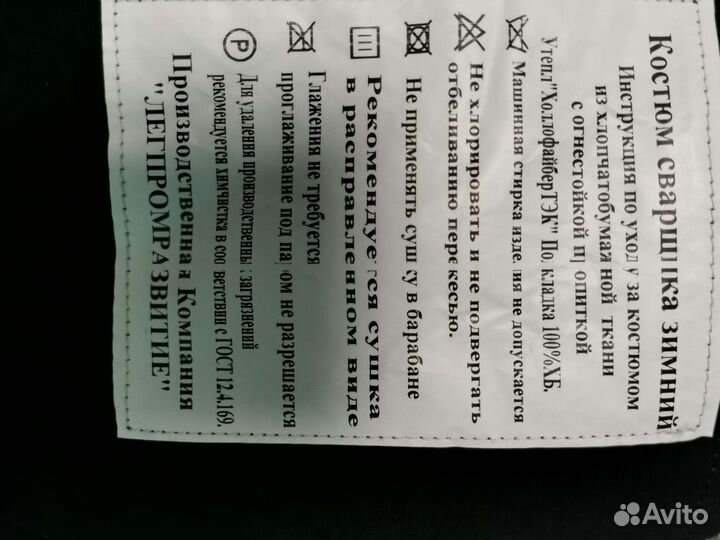 Костюм сварщика зимний
Инструкция по уходу за костюмом
из хлопчатобумажной ткани
с огнестойкой пропиткой
Утепл"ХоллофайберТЭК" Подкладка 100%ХБ.
Машинная стирка изделия не допускается
Не хлорировать и не подвергать
отбеливанию перекесью.
Не применять сушку в барабане
Рекомендуется сушка
в расправленном виде
Глажения не требуется
проглаживание под паром не разрешается
P
Для удаления производственных загрязнений
рекомендуется химчистка в соответствии с ГОСТ 12.4.169.
Производственная Компания
"ЛЕГПРОМРАЗВИТИЕ"
Avito